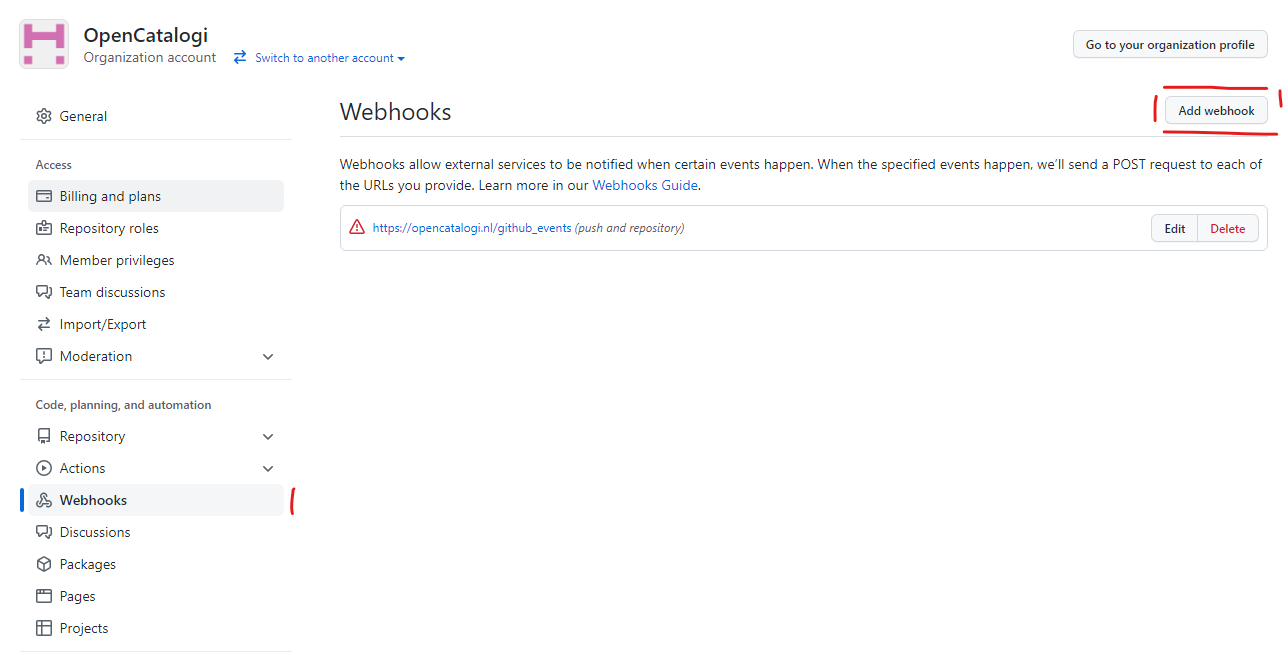 OpenCatalogi
Organization account
Switch to another account
Go to your organization profile
General
Access
Billing and plans
Repository roles
Member privileges
Team discussions
Import/Export
Moderation
Code, planning, and automation
Repository
Actions
Webhooks
Discussions
Packages
Pages
Projects
Webhooks
Add webhook
Webhooks allow external services to be notified when certain events happen. When the specified events happen, we’ll send a POST request to each of
the URLs you provide. Learn more in our Webhooks Guide.
https://opencatalogi.nl/github_events (push and repository)
Edit
Delete